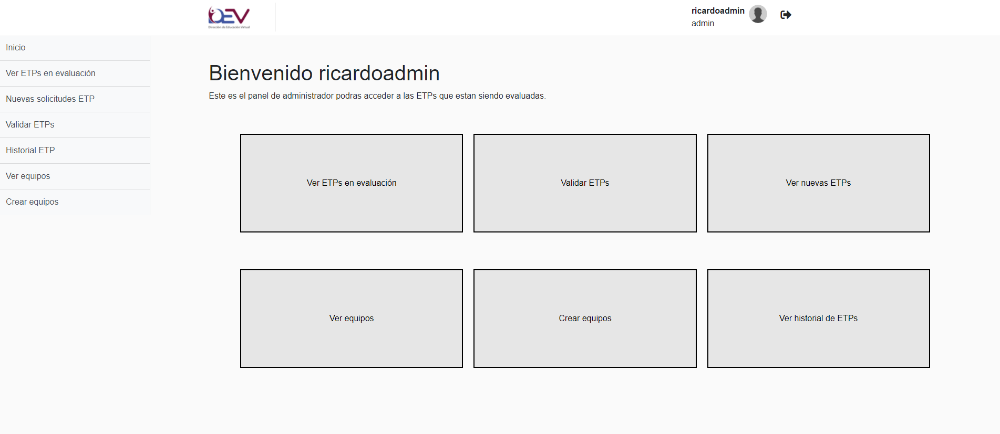 DEV
Dirección de Educación Virtual
ricardoadmin
admin
Inicio
Ver ETPs en evaluación
Nuevas solicitudes ETP
Validar ETPs
Historial ETP
Ver equipos
Crear equipos
Bienvenido ricardoadmin
Este es el panel de administrador podras acceder a las ETPs que estan siendo evaluadas.
Ver ETPs en evaluación
Validar ETPs
Ver nuevas ETPs
Ver equipos
Crear equipos
Ver historial de ETPs